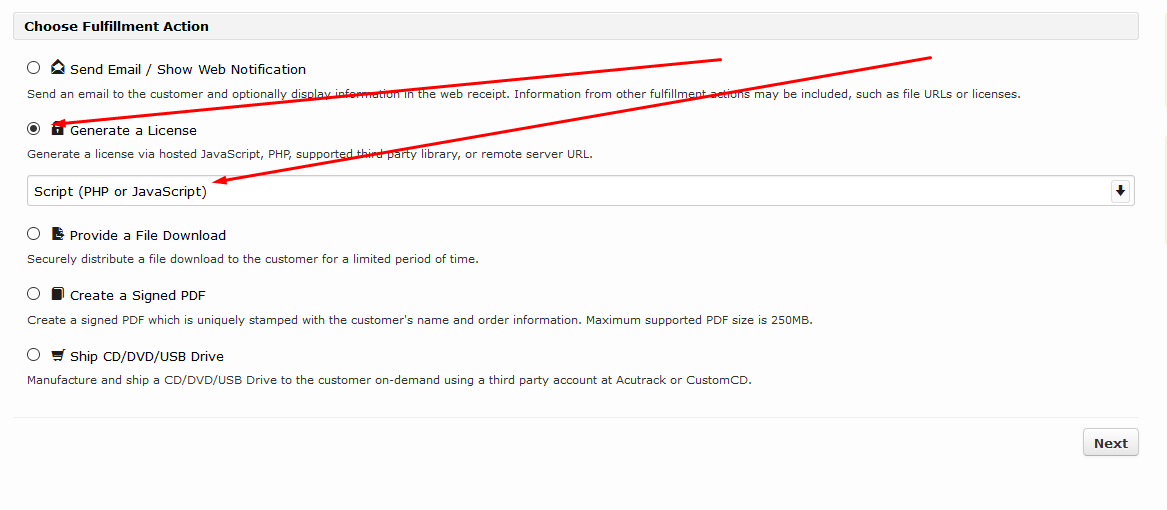 Choose Fulfillment Action
Send Email / Show Web Notification
Send an email to the customer and optionally display information in the web receipt. Information from other fulfillment actions may be included, such as file URLs or licenses.
Generate a License
Generate a license via hosted JavaScript, PHP, supported third party library, or remote server URL.
Script (PHP or JavaScript)
Provide a File Download
Securely distribute a file download to the customer for a limited period of time.
Create a Signed PDF
Create a signed PDF which is uniquely stamped with the customer's name and order information. Maximum supported PDF size is 250MB.
Ship CD/DVD/USB Drive
Manufacture and ship a CD/DVD/USB Drive to the customer on-demand using a third party account at Acutrack or CustomCD.
Next